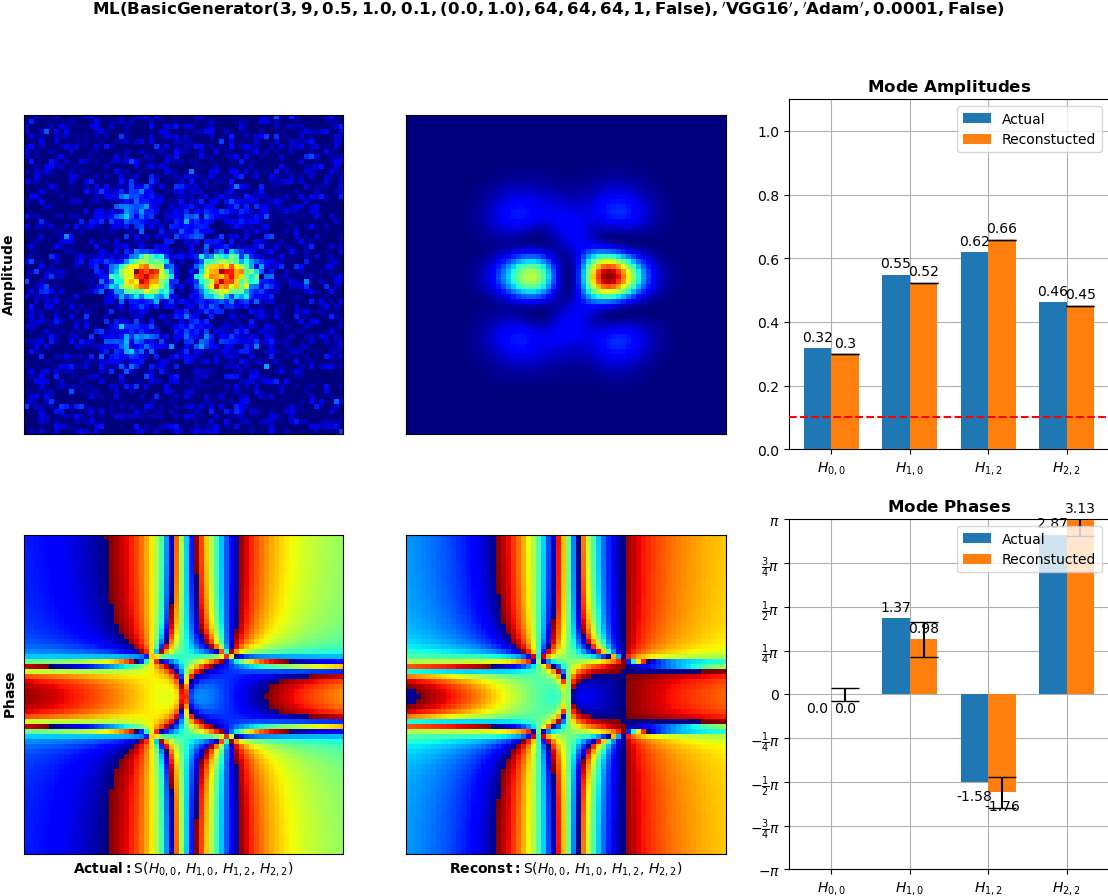 ML(BasicGenerator(3, 9, 0.5, 1.0, 0.1, (0.0, 1.0), 64, 64, 64, 1, False), ′VGG16′, ′Adam′, 0.0001, False)
Amplitude
Mode Amplitudes
Actual
Reconstucted
1.0
0.8
0.6
0.4
0.2
0.0
0.32 0.3
0.55 0.52
0.62 0.66
0.46 0.45
H0,0 H1,0 H1,2 H2,2
Phase
Actual: S(H0,0, H1,0, H1,2, H2,2)
Reconst: S(H0,0, H1,0, H1,2, H2,2)
Mode Phases
Actual
Reconstucted
π
3/4π
1/2π
1/4π
0
−1/4π
−1/2π
−3/4π
−π
0.0 0.0
1.37 0.98
-1.58 -1.76
2.87 3.13
H0,0 H1,0 H1,2 H2,2